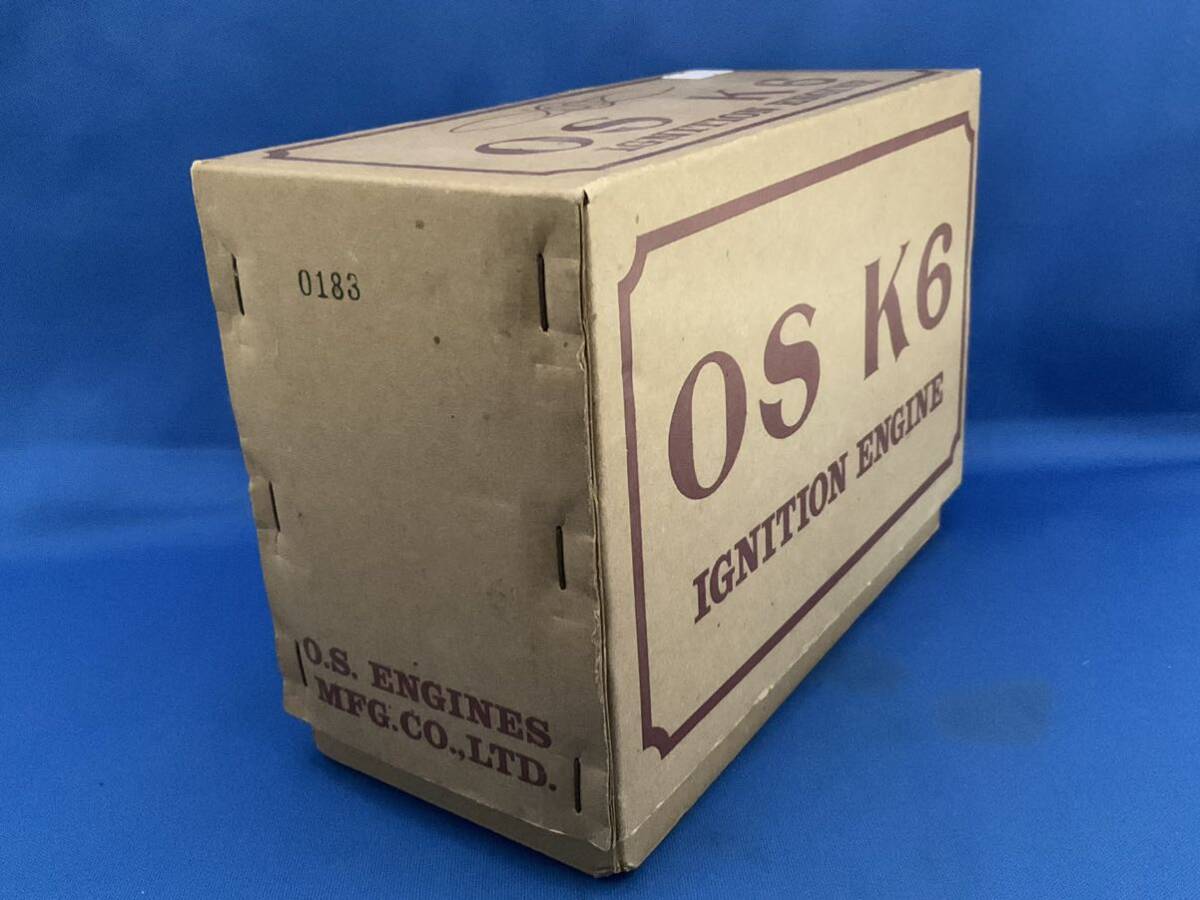 OS K6
IGNITION ENGINE
0183
OS K6
IGNITION ENGINE
O.S. ENGINES
MFG.CO.,LTD.